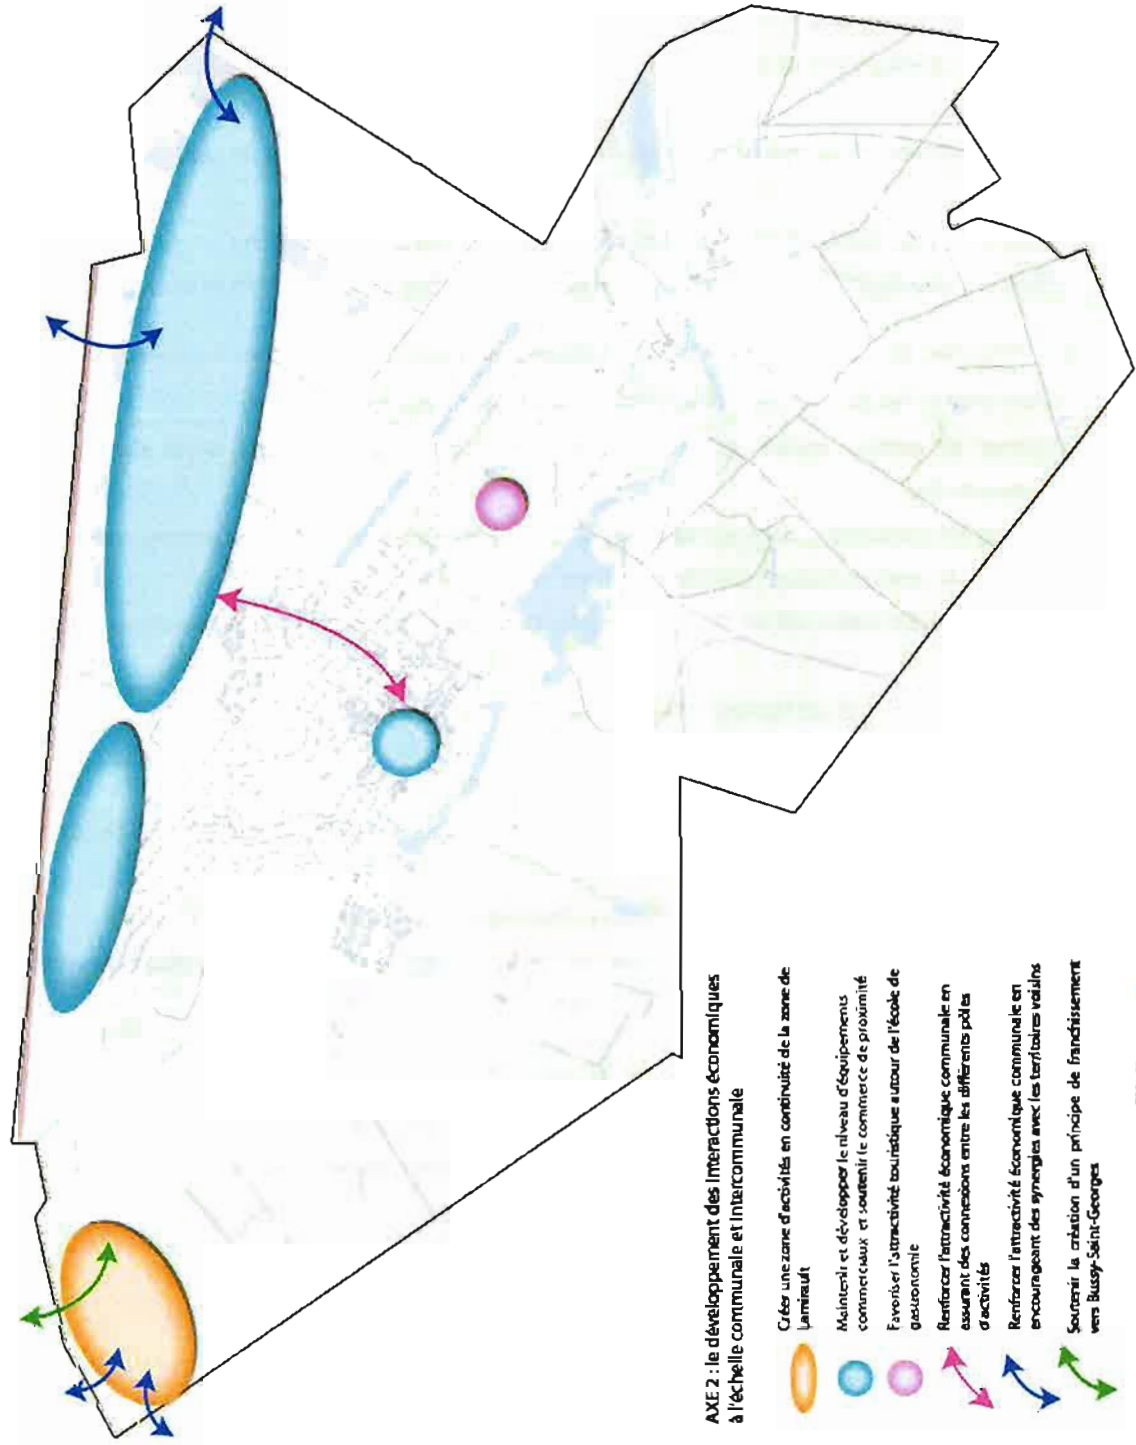 AXE 2 : le développement des interactions économiques
à l'échelle communale et intercommunale
Créer une zone d'activités en continuité de la zone de
Lamirault
Maintenir et développer le niveau d'équipements
commerciaux et soutenir le commerce de proximité
Favoriser l'attractivité touristique autour de l'école de
gastronomie
Renforcer l'attractivité économique communale en
assurant des connexions entre les différents pôles
d'activités
Renforcer l'attractivité économique communale en
encourageant des synergies avec les territoires voisins
Soutenir la création d'un principe de franchissement
vers Bussy-Saint-Georges